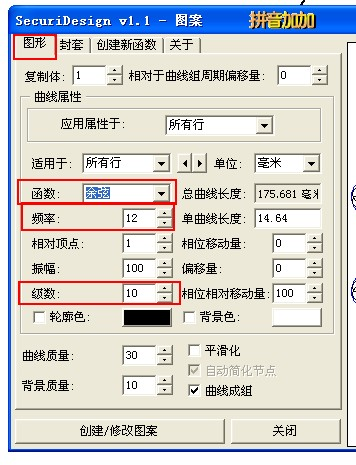 SecuriDesign v1.1 - 图案 拼音加加
图形 封套 创建新函数 关于
复制体: 1 相对于曲线组周期偏移量: 0
曲线属性
应用属性于: 所有行
适用于: 所有行 单位: 毫米
函数: 余弦 总曲线长度: 175.681 毫米
频率: 12 单曲线长度: 14.64
相对顶点: 1 相位移动量: 0
振幅: 100 偏移量: 0
级数: 10 相位相对移动量: 100
轮廓色: 背景色:
曲线质量: 30 平滑化
自动简化节点
背景质量: 10 曲线成组
创建/修改图案 关闭